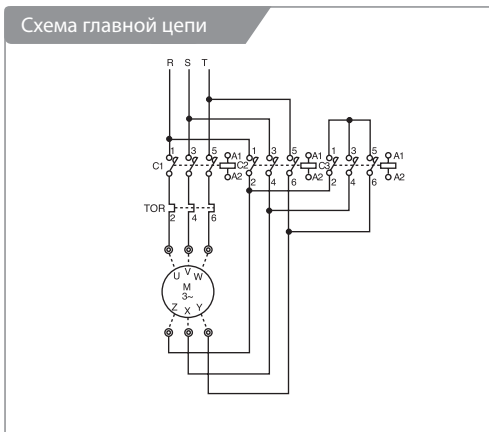 Схема главной цепи
R S T
1 3 5 A1 1 3 5 A1 1 3 5 A1
C1 C2 C3
A2 2 4 6 A2 2 4 6 A2
TOR
2 4 6
U V W
M
3~
Z X Y